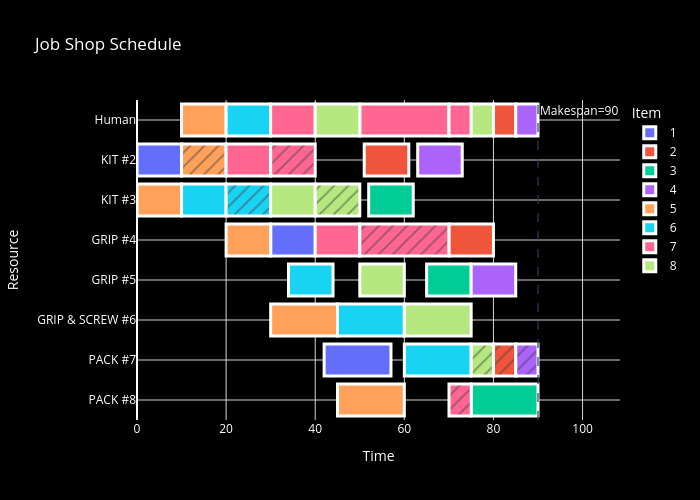 Job Shop Schedule
Makespan=90
Item
1
2
3
4
5
6
7
8
Resource
Human
KIT #2
KIT #3
GRIP #4
GRIP #5
GRIP & SCREW #6
PACK #7
PACK #8
0 20 40 60 80 100
Time